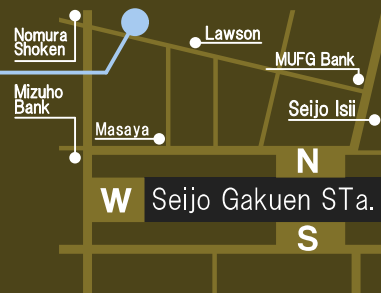 Nomura
Shoken
Lawson
MUFG Bank
Mizuho
Bank
Seijo Isii
Masaya
N
W
Seijo Gakuen STa.
S